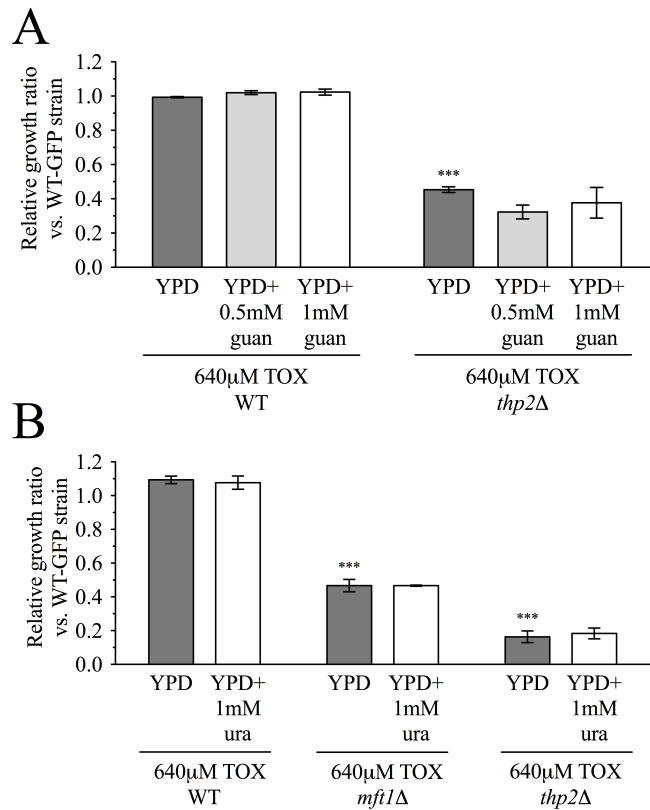 A
Relative growth ratio
vs. WT-GFP strain
1.2
1.0
0.8
0.6
0.4
0.2
0.0
***
YPD YPD+ YPD+ YPD YPD+ YPD+
0.5mM 1mM 0.5mM 1mM
guan guan guan guan
640μM TOX 640μM TOX
WT thp2Δ
B
Relative growth ratio
vs. WT-GFP strain
1.2
1.0
0.8
0.6
0.4
0.2
0.0
***
***
YPD YPD+ YPD YPD+ YPD YPD+
1mM 1mM 1mM
ura ura ura
640μM TOX 640μM TOX 640μM TOX
WT mft1Δ thp2Δ